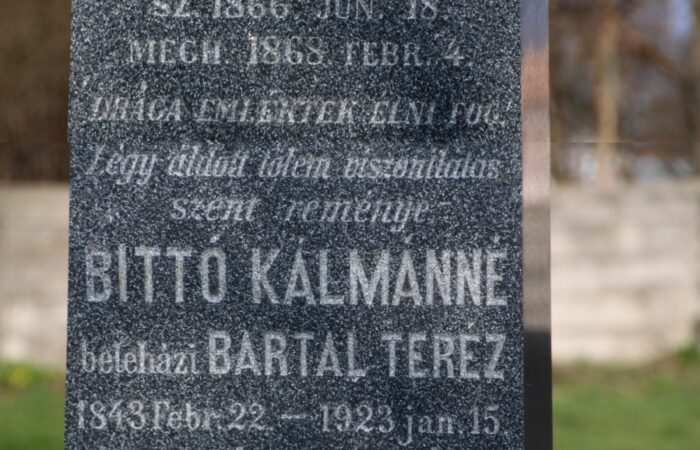 SZ. 1866. JUN. 18.
MEGH. 1868 FEBR. 4.
DRÁGA EMLÉKTEK ÉLNI FOG!
Légy áldott tőlem viszontlátás
szent reménye
BITTÓ KÁLMÁNNÉ
beleházi BARTAL TERÉZ
1843 Febr. 22. — 1923 jan. 15.